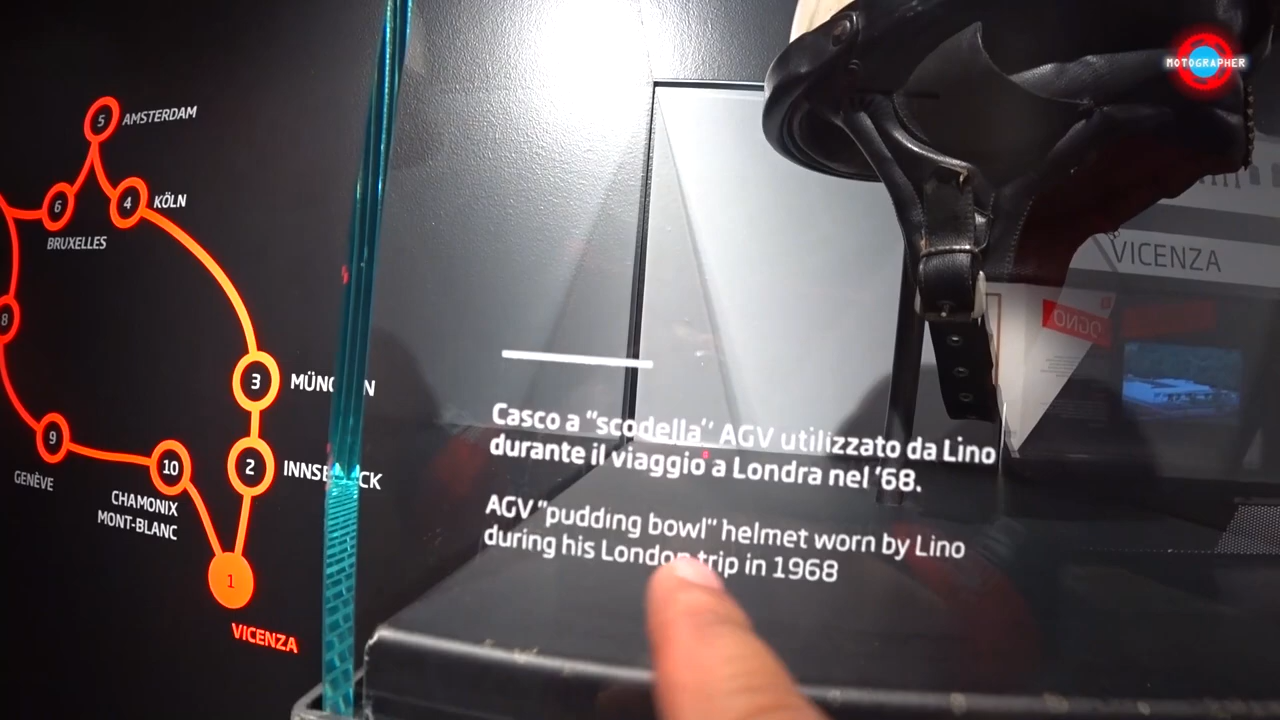 MOTOGRAPHER
5 AMSTERDAM
6
4 KÖLN
BRUXELLES
VICENZA
8
3
2
9
10
GENÈVE
CHAMONIX
MONT-BLANC
1
VICENZA
Casco a "scodella" AGV utilizzato da Lino
durante il viaggio a Londra nel '68.
AGV "pudding bowl" helmet worn by Lino
during his London trip in 1968